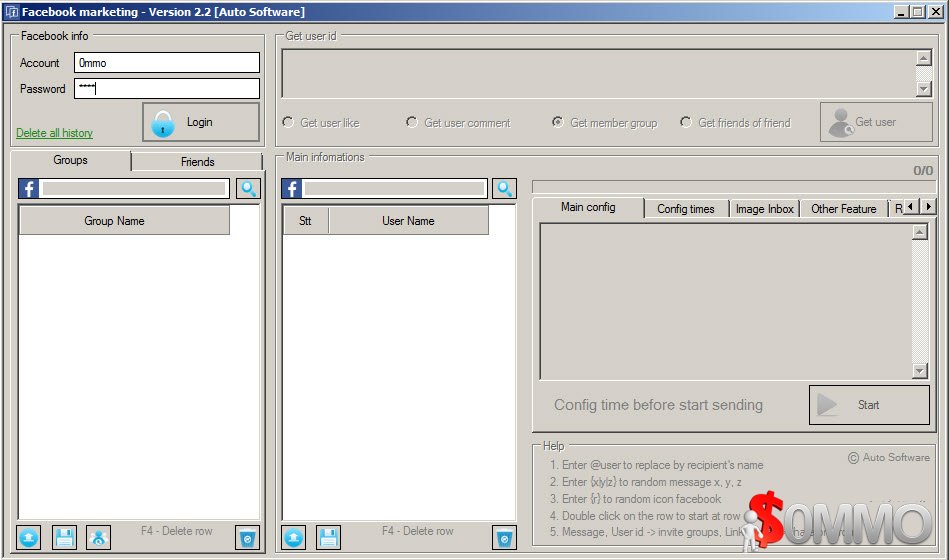 Facebook marketing - Version 2.2 [Auto Software]
Facebook info
Account 0mmo
Password ****
Login
Delete all history
Get user id
Get user like Get user comment Get member group Get friends of friend
Get user
Groups Friends
Group Name
F4 - Delete row
Main infomations
Stt User Name
F4 - Delete row
0/0
Main config Config times Image Inbox Other Feature R
Config time before start sending
Start
Help
© Auto Software
1. Enter @user to replace by recipient's name
2. Enter {x|y|z} to random message x, y, z
3. Enter {r} to random icon facebook
4. Double click on the row to start at row
5. Message, User id -> invite groups, Link
$0MMO